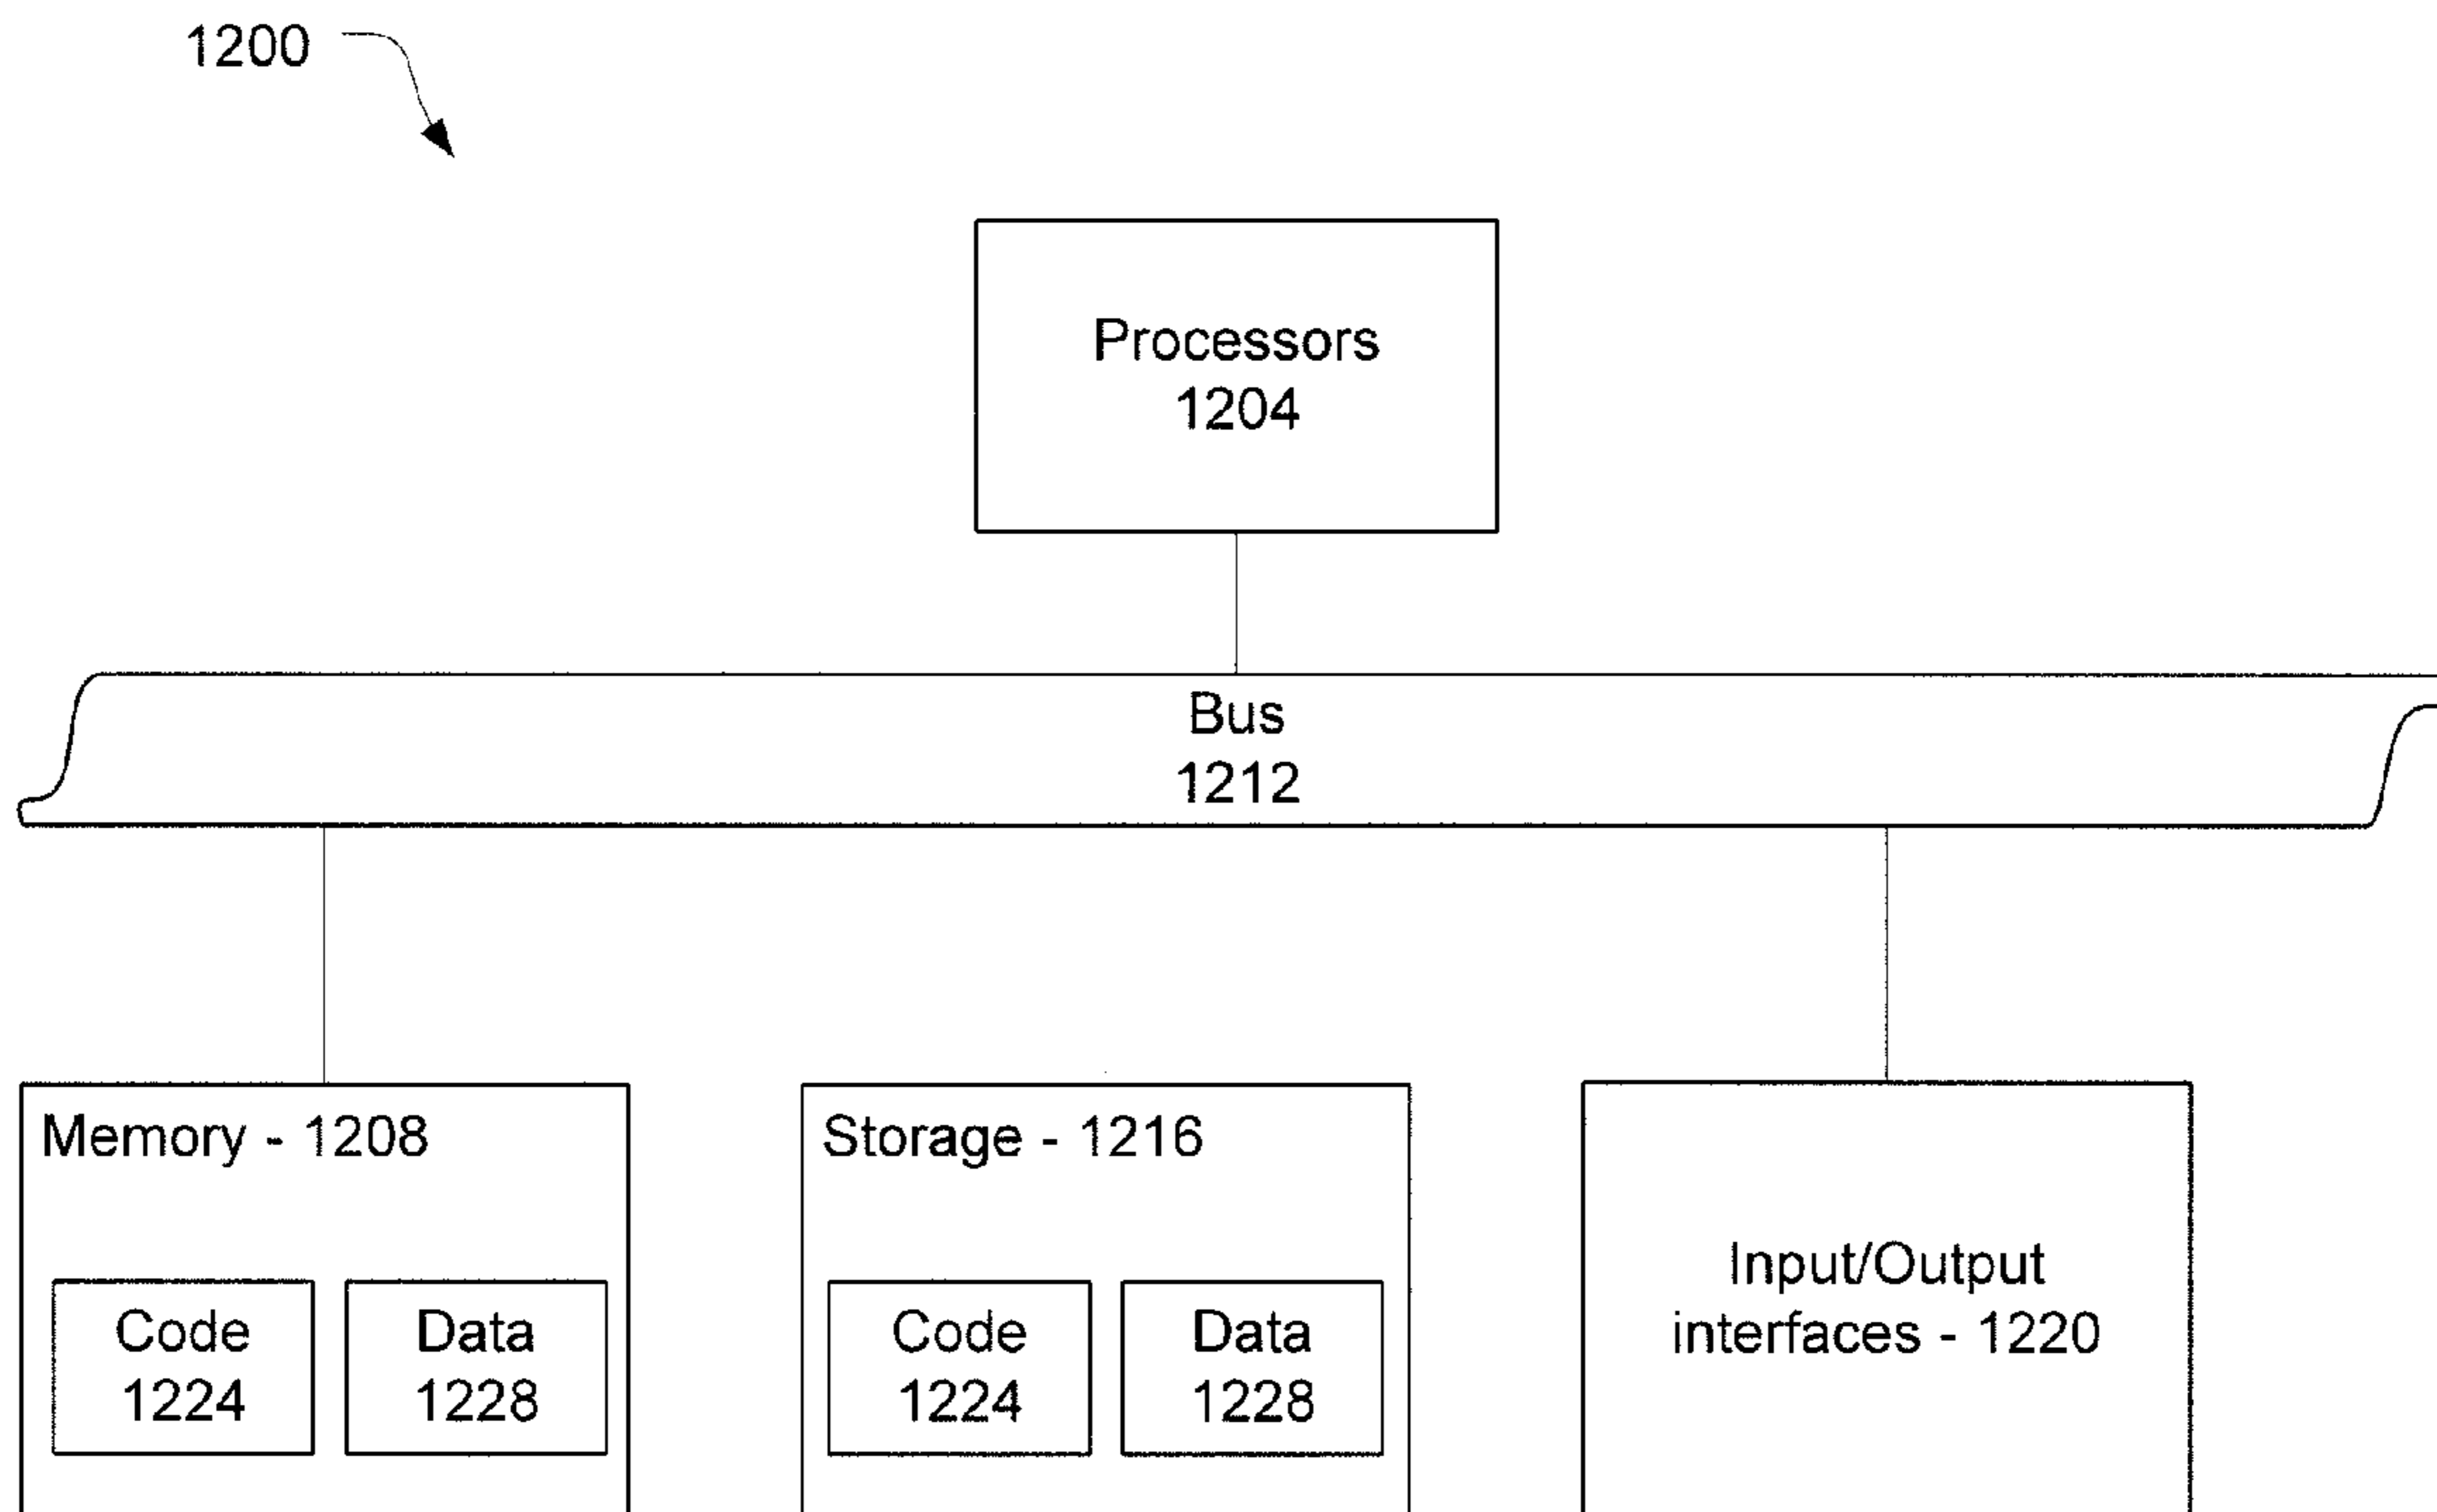 1200
Processors
1204
Bus
1212
Memory - 1208
Code
1224
Data
1228
Storage - 1216
Code
1224
Data
1228
Input/Output
interfaces - 1220